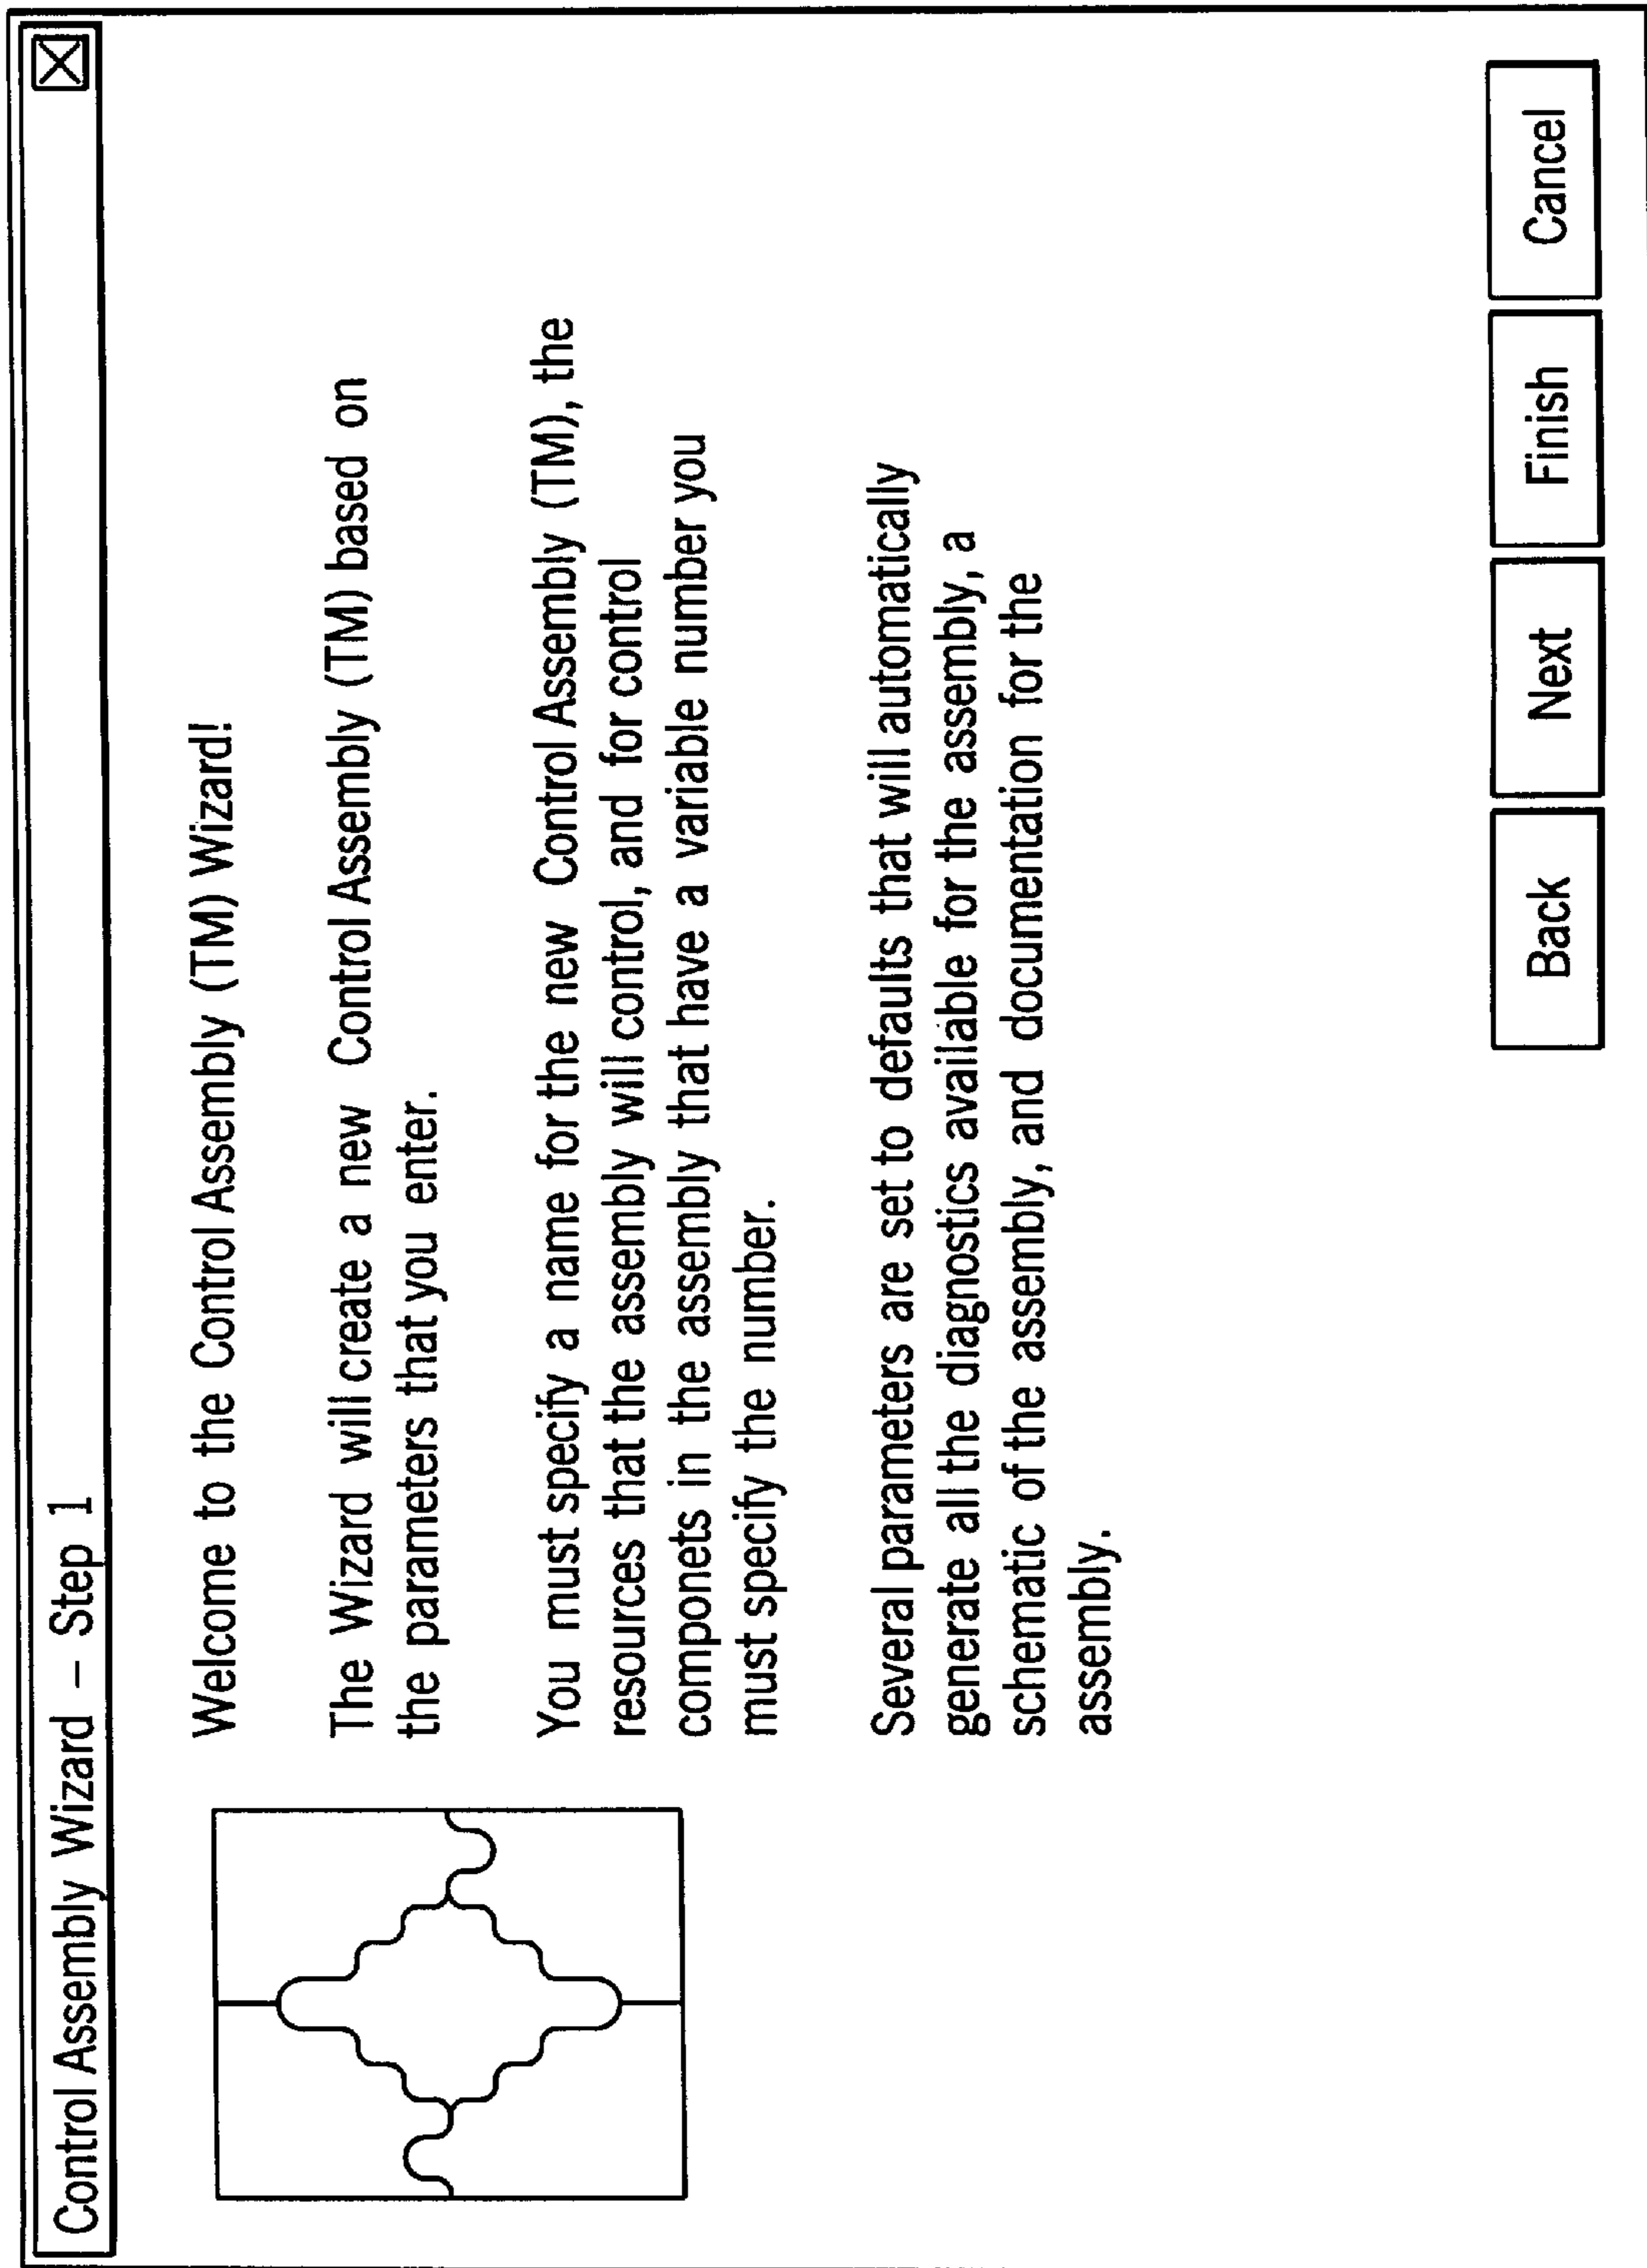 Control Assembly Wizard – Step 1
Welcome to the Control Assembly (TM) Wizard!
The Wizard will create a new Control Assembly (TM) based on
the parameters that you enter.
You must specify a name for the new Control Assembly (TM), the
resources that the assembly will control, and for control
componets in the assembly that have a variable number you
must specify the number.
Several parameters are set to defaults that will automatically
generate all the diagnostics available for the assembly, a
schematic of the assembly, and documentation for the
assembly.
Back Next Finish Cancel